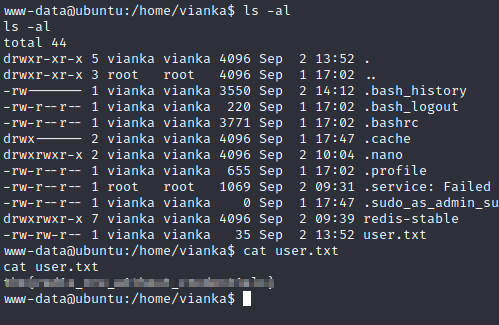 www-data@ubuntu:/home/vianka$ ls -al
ls -al
total 44
drwxr-xr-x 5 vianka vianka 4096 Sep  2 13:52 .
drwxr-xr-x 3 root   root   4096 Sep  1 17:02 ..
-rw------- 1 vianka vianka 3550 Sep  2 14:12 .bash_history
-rw-r--r-- 1 vianka vianka  220 Sep  1 17:02 .bash_logout
-rw-r--r-- 1 vianka vianka 3771 Sep  1 17:02 .bashrc
drwx------ 2 vianka vianka 4096 Sep  1 17:47 .cache
drwxrwxr-x 2 vianka vianka 4096 Sep  2 10:04 .nano
-rw-r--r-- 1 vianka vianka  655 Sep  1 17:02 .profile
-rw-r--r-- 1 root   root   1069 Sep  2 09:31 .service: Failed
-rw-r--r-- 1 vianka vianka    0 Sep  1 17:47 .sudo_as_admin_su
drwxrwxr-x 7 vianka vianka 4096 Sep  2 09:39 redis-stable
-rw-rw-r-- 1 vianka vianka   35 Sep  2 13:52 user.txt
www-data@ubuntu:/home/vianka$ cat user.txt
cat user.txt
www-data@ubuntu:/home/vianka$